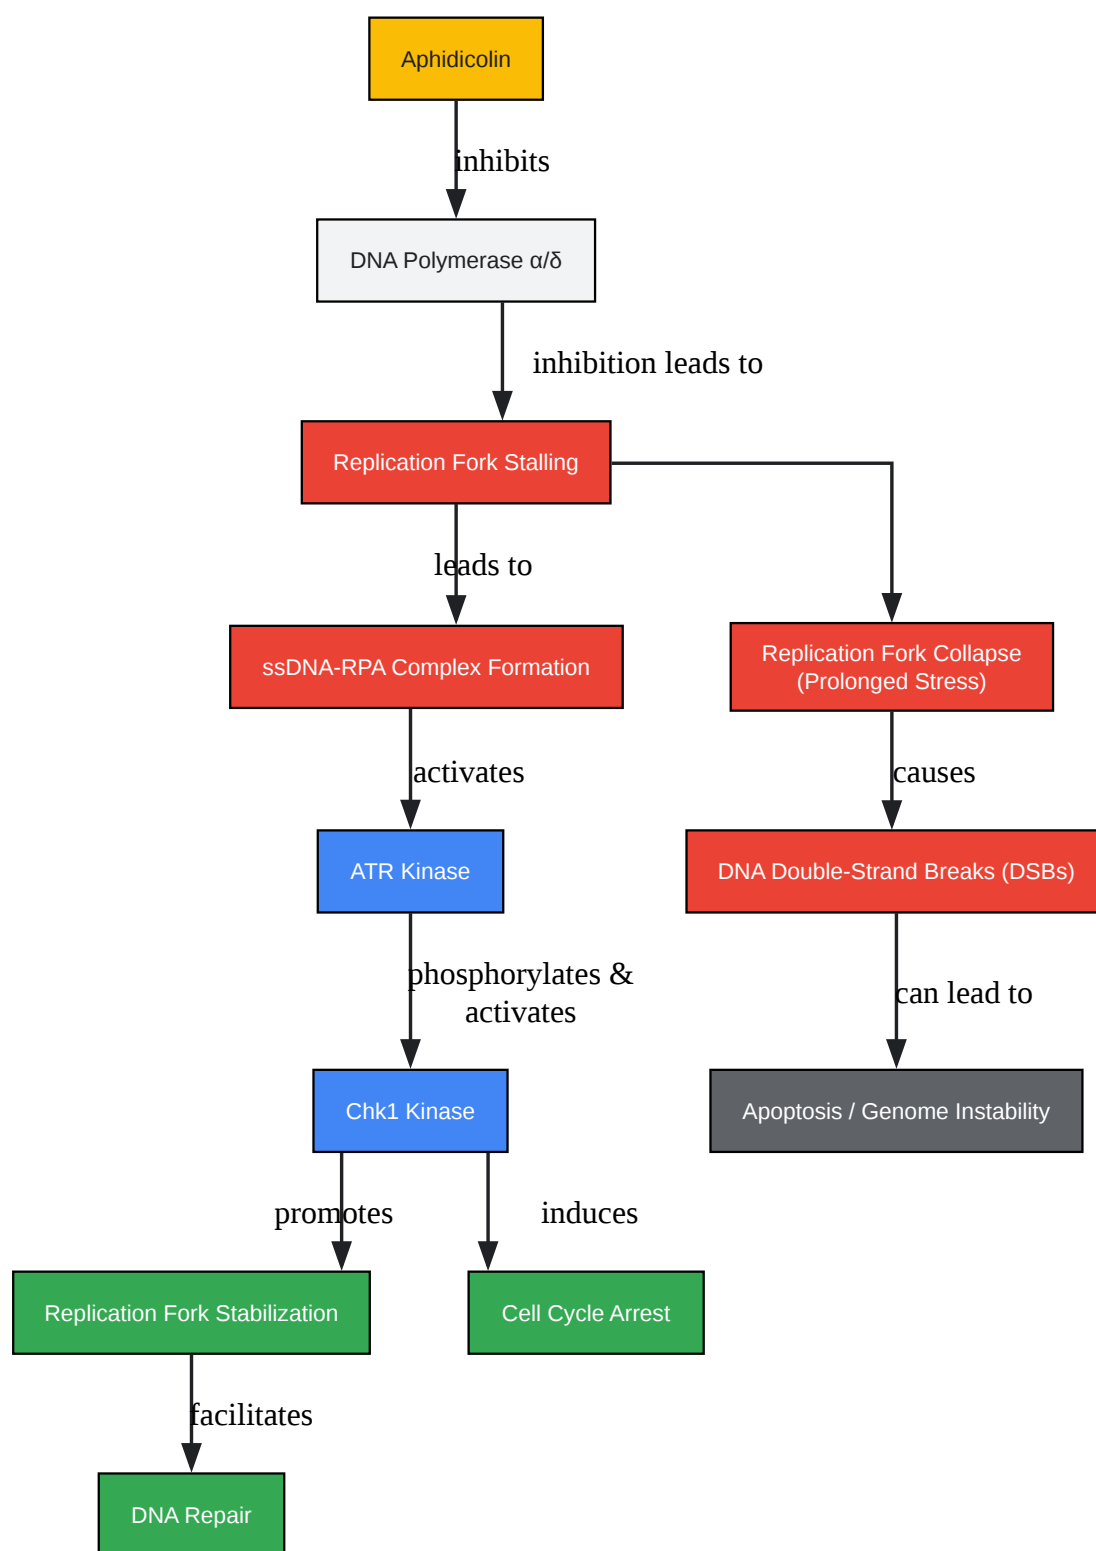 Aphidicolin
inhibits
DNA Polymerase α/δ
inhibition leads to
Replication Fork Stalling
leads to
ssDNA-RPA Complex Formation
Replication Fork Collapse
(Prolonged Stress)
activates
causes
ATR Kinase
DNA Double-Strand Breaks (DSBs)
phosphorylates &
activates
can lead to
Chk1 Kinase
Apoptosis / Genome Instability
promotes
induces
Replication Fork Stabilization
Cell Cycle Arrest
facilitates
DNA Repair